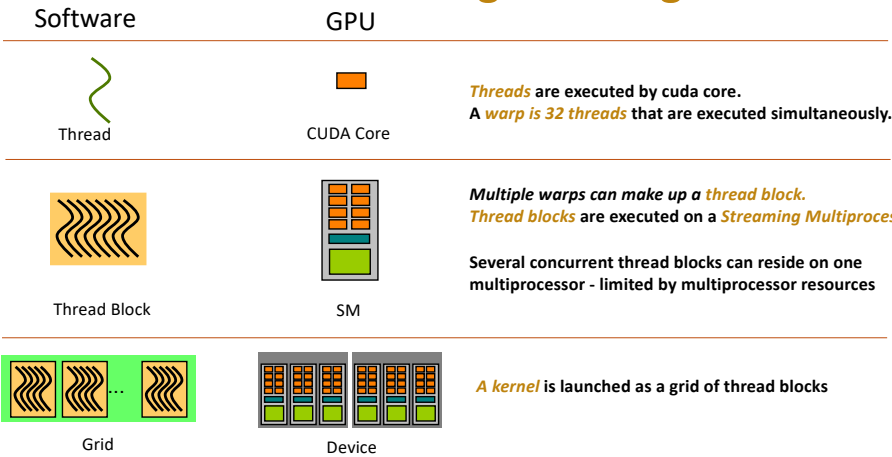 Software
GPU
Threads are executed by cuda core.
A warp is 32 threads that are executed simultaneously.
Thread
CUDA Core
Multiple warps can make up a thread block.
Thread blocks are executed on a Streaming
Several concurrent thread blocks can reside on one
multiprocessor - limited by multiprocessor resources
Thread Block
SM
...
A kernel is launched as a grid of thread blocks
Grid
Device